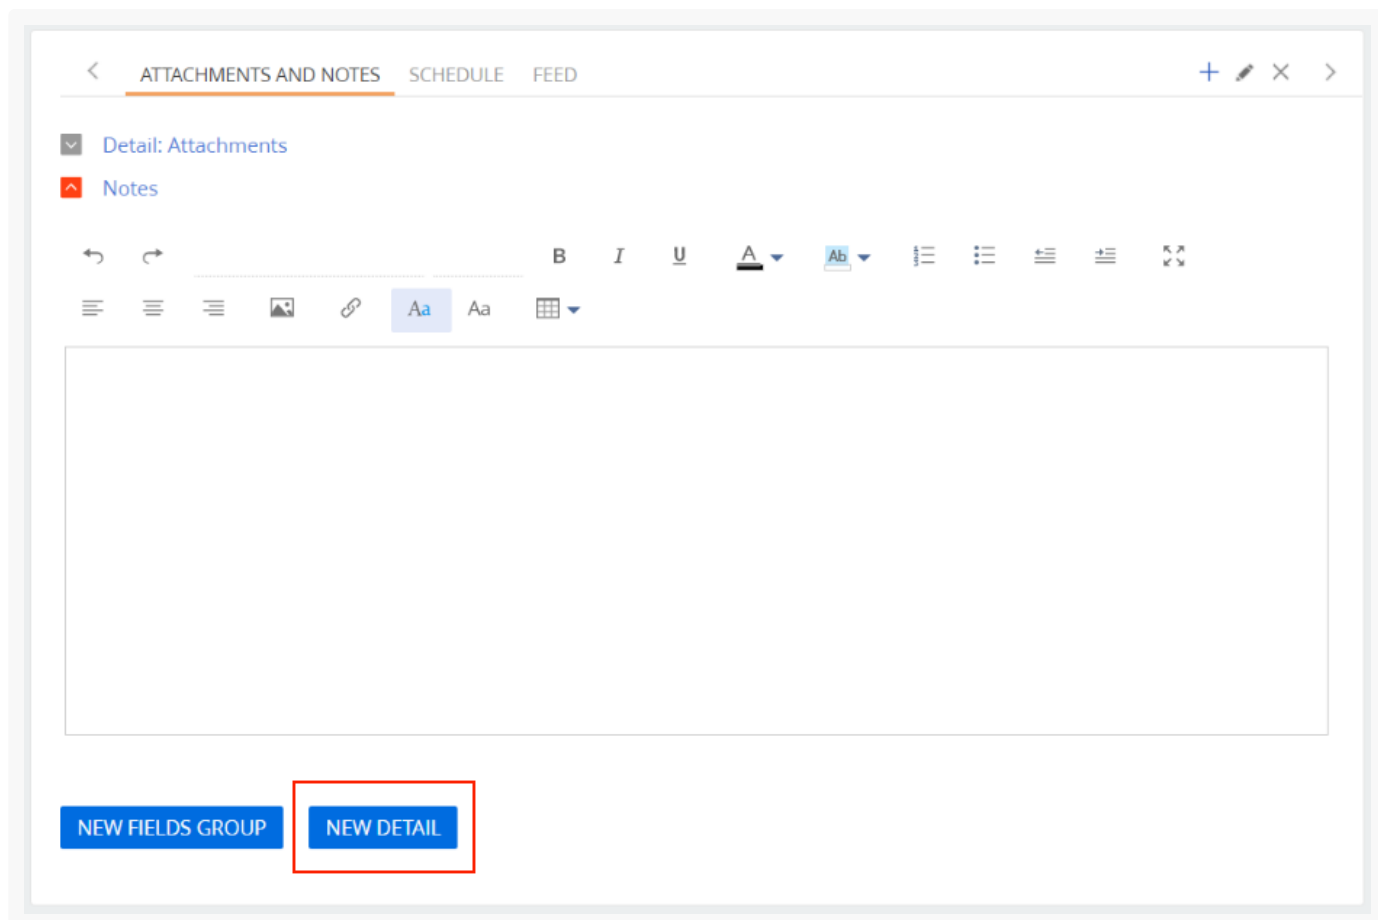 ATTACHMENTS AND NOTES SCHEDULE FEED
Detail: Attachments
Notes
B I U A Ab
Aa Aa
NEW FIELDS GROUP NEW DETAIL